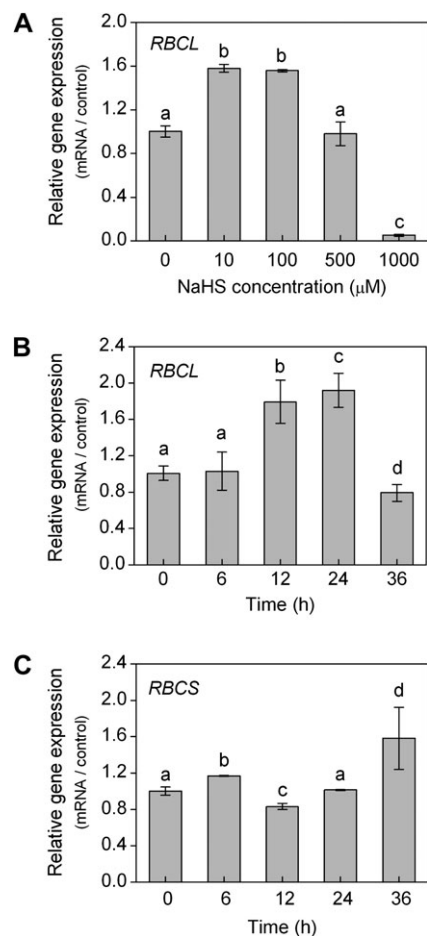 A
RBCL
Relative gene expression
(mRNA / control)
2.0
1.6
1.2
0.8
0.4
0.0
a
b
b
a
c
0 10 100 500 1000
NaHS concentration (μM)
B
RBCL
Relative gene expression
(mRNA / control)
2.4
2.0
1.6
1.2
0.8
0.4
0.0
a
a
b
c
d
0 6 12 24 36
Time (h)
C
RBCS
Relative gene expression
(mRNA / control)
2.4
2.0
1.6
1.2
0.8
0.4
0.0
a
b
c
a
d
0 6 12 24 36
Time (h)